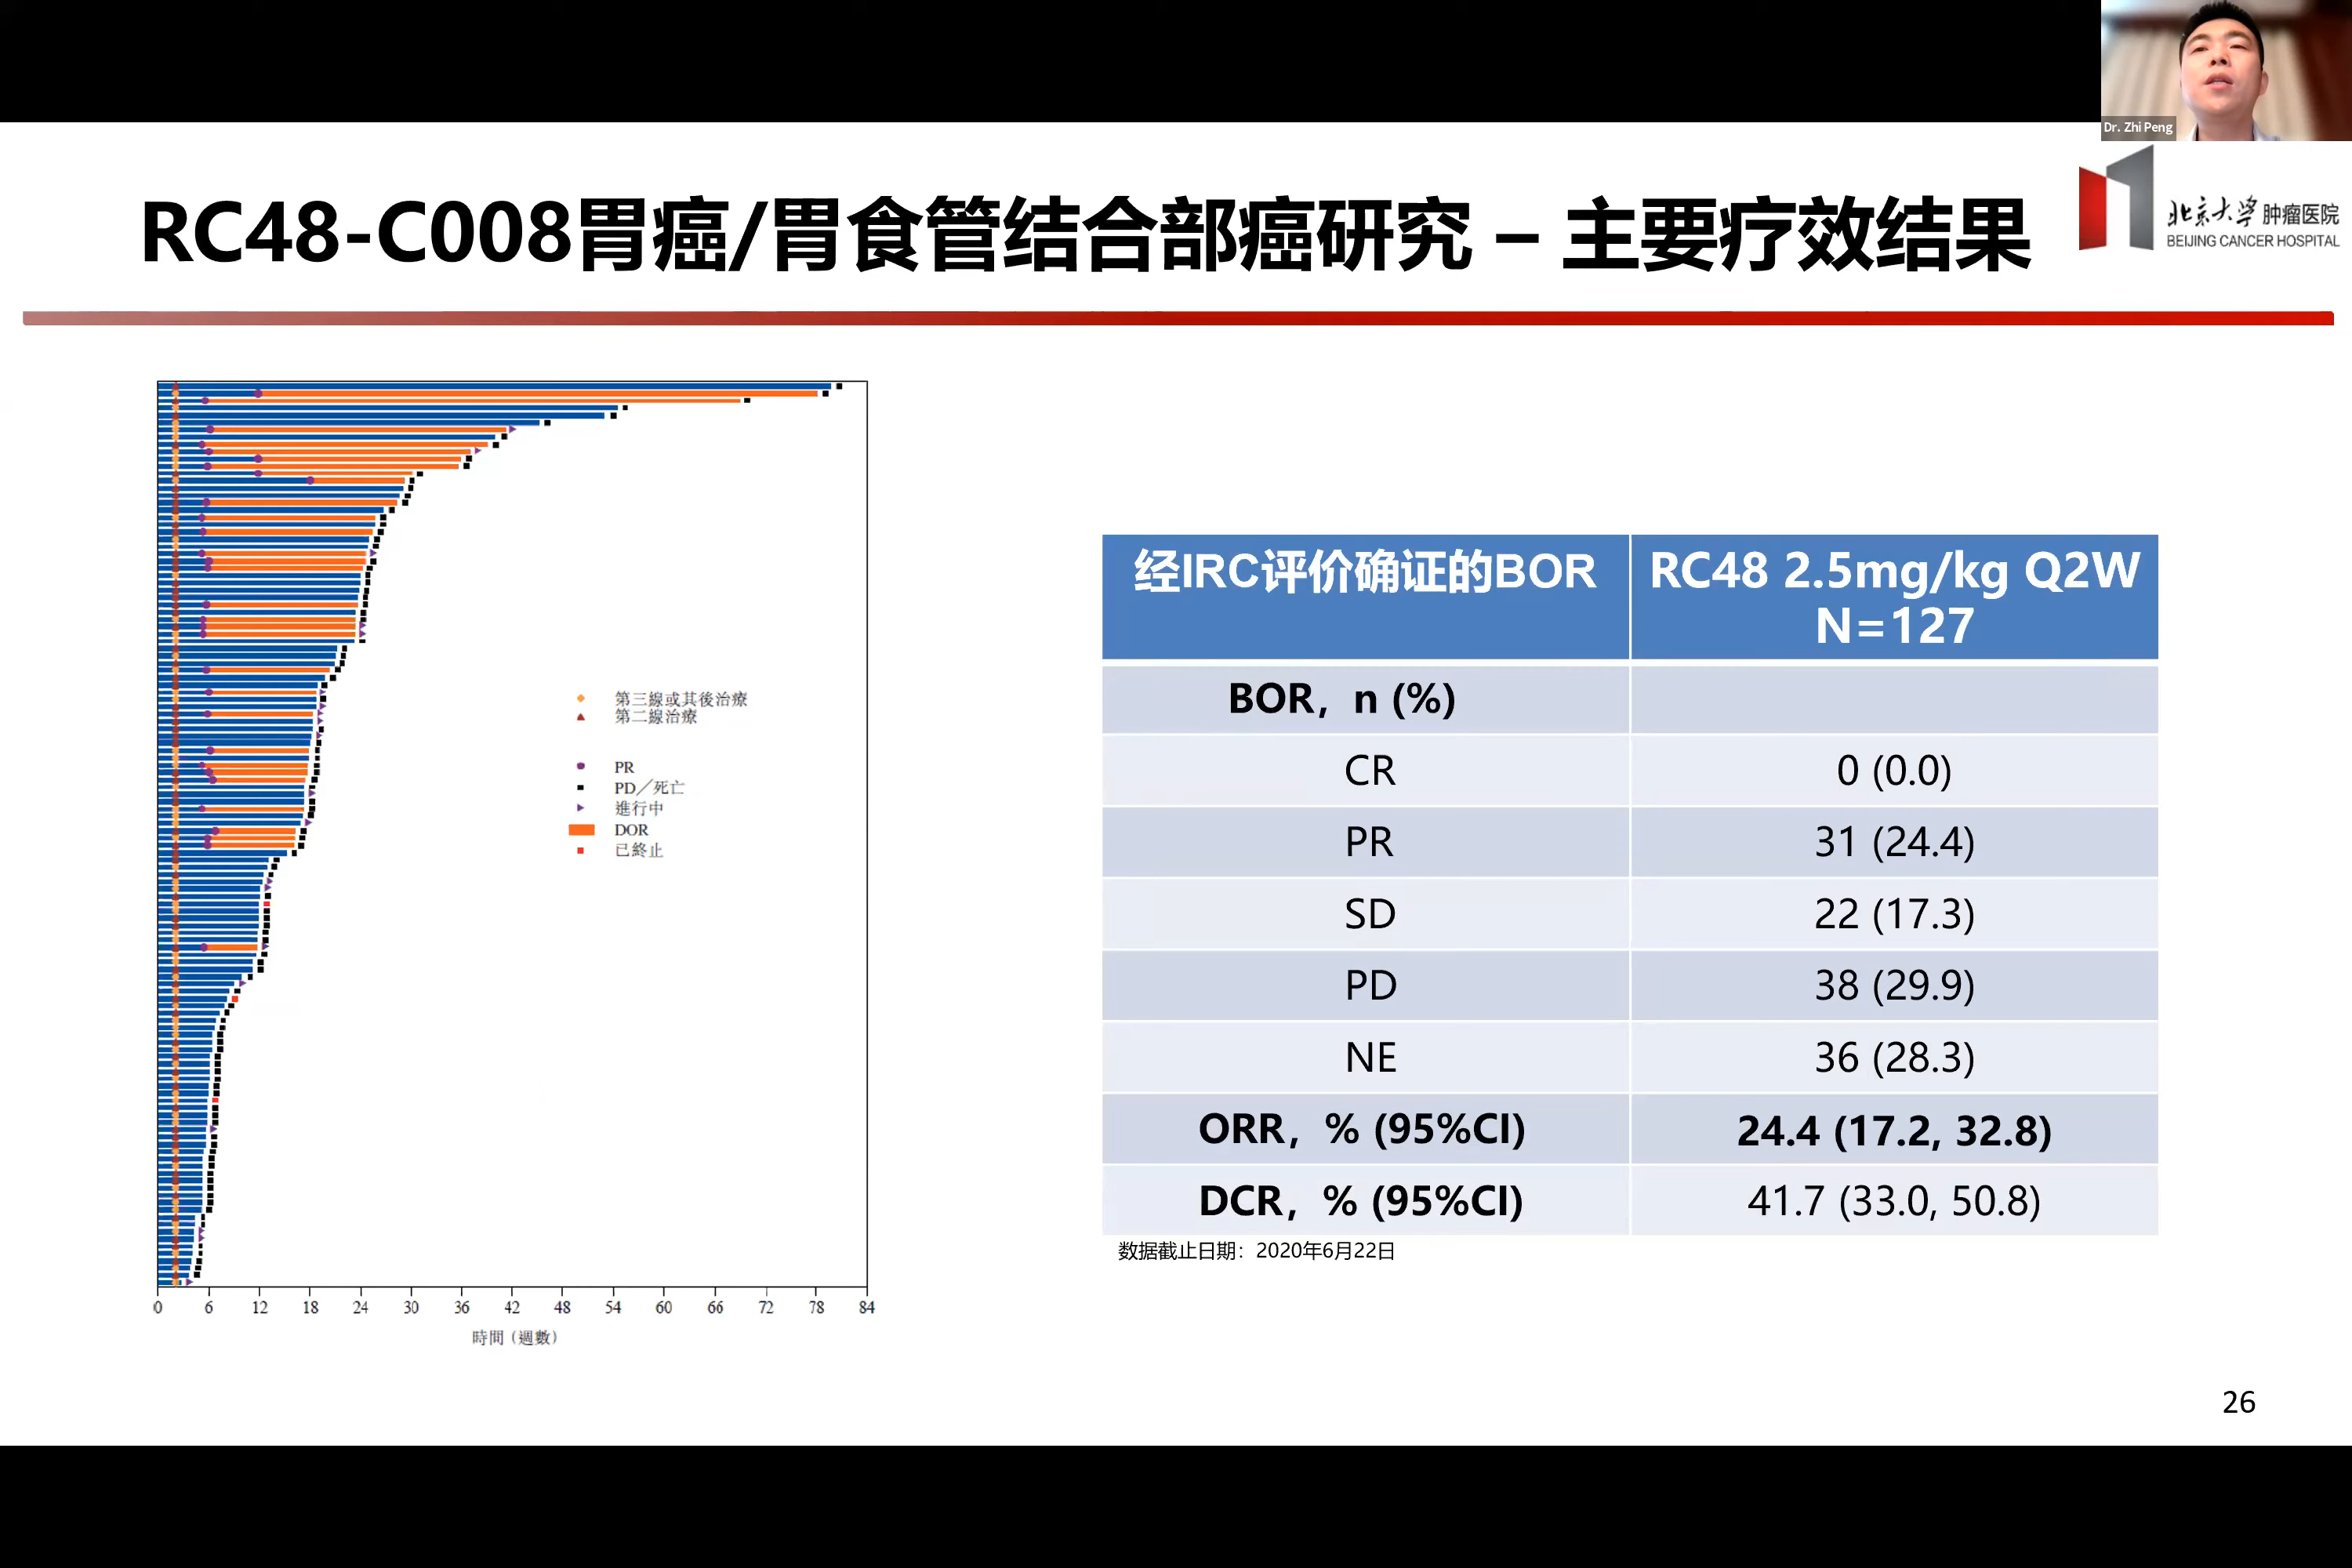 Dr. Zhi Peng
RC48-C008胃癌/胃食管结合部癌研究 – 主要疗效结果
北京大学 肿瘤医院
BEIJING CANCER HOSPITAL
第三線或其後治療
第二線治療
PR
PD／死亡
進行中
DOR
已終止
0 6 12 18 24 30 36 42 48 54 60 66 72 78 84
時間（週數）
经IRC评价确证的BOR RC48 2.5mg/kg Q2W
N=127
BOR，n (%)
CR 0 (0.0)
PR 31 (24.4)
SD 22 (17.3)
PD 38 (29.9)
NE 36 (28.3)
ORR，% (95%CI) 24.4 (17.2, 32.8)
DCR，% (95%CI) 41.7 (33.0, 50.8)
数据截止日期：2020年6月22日
26